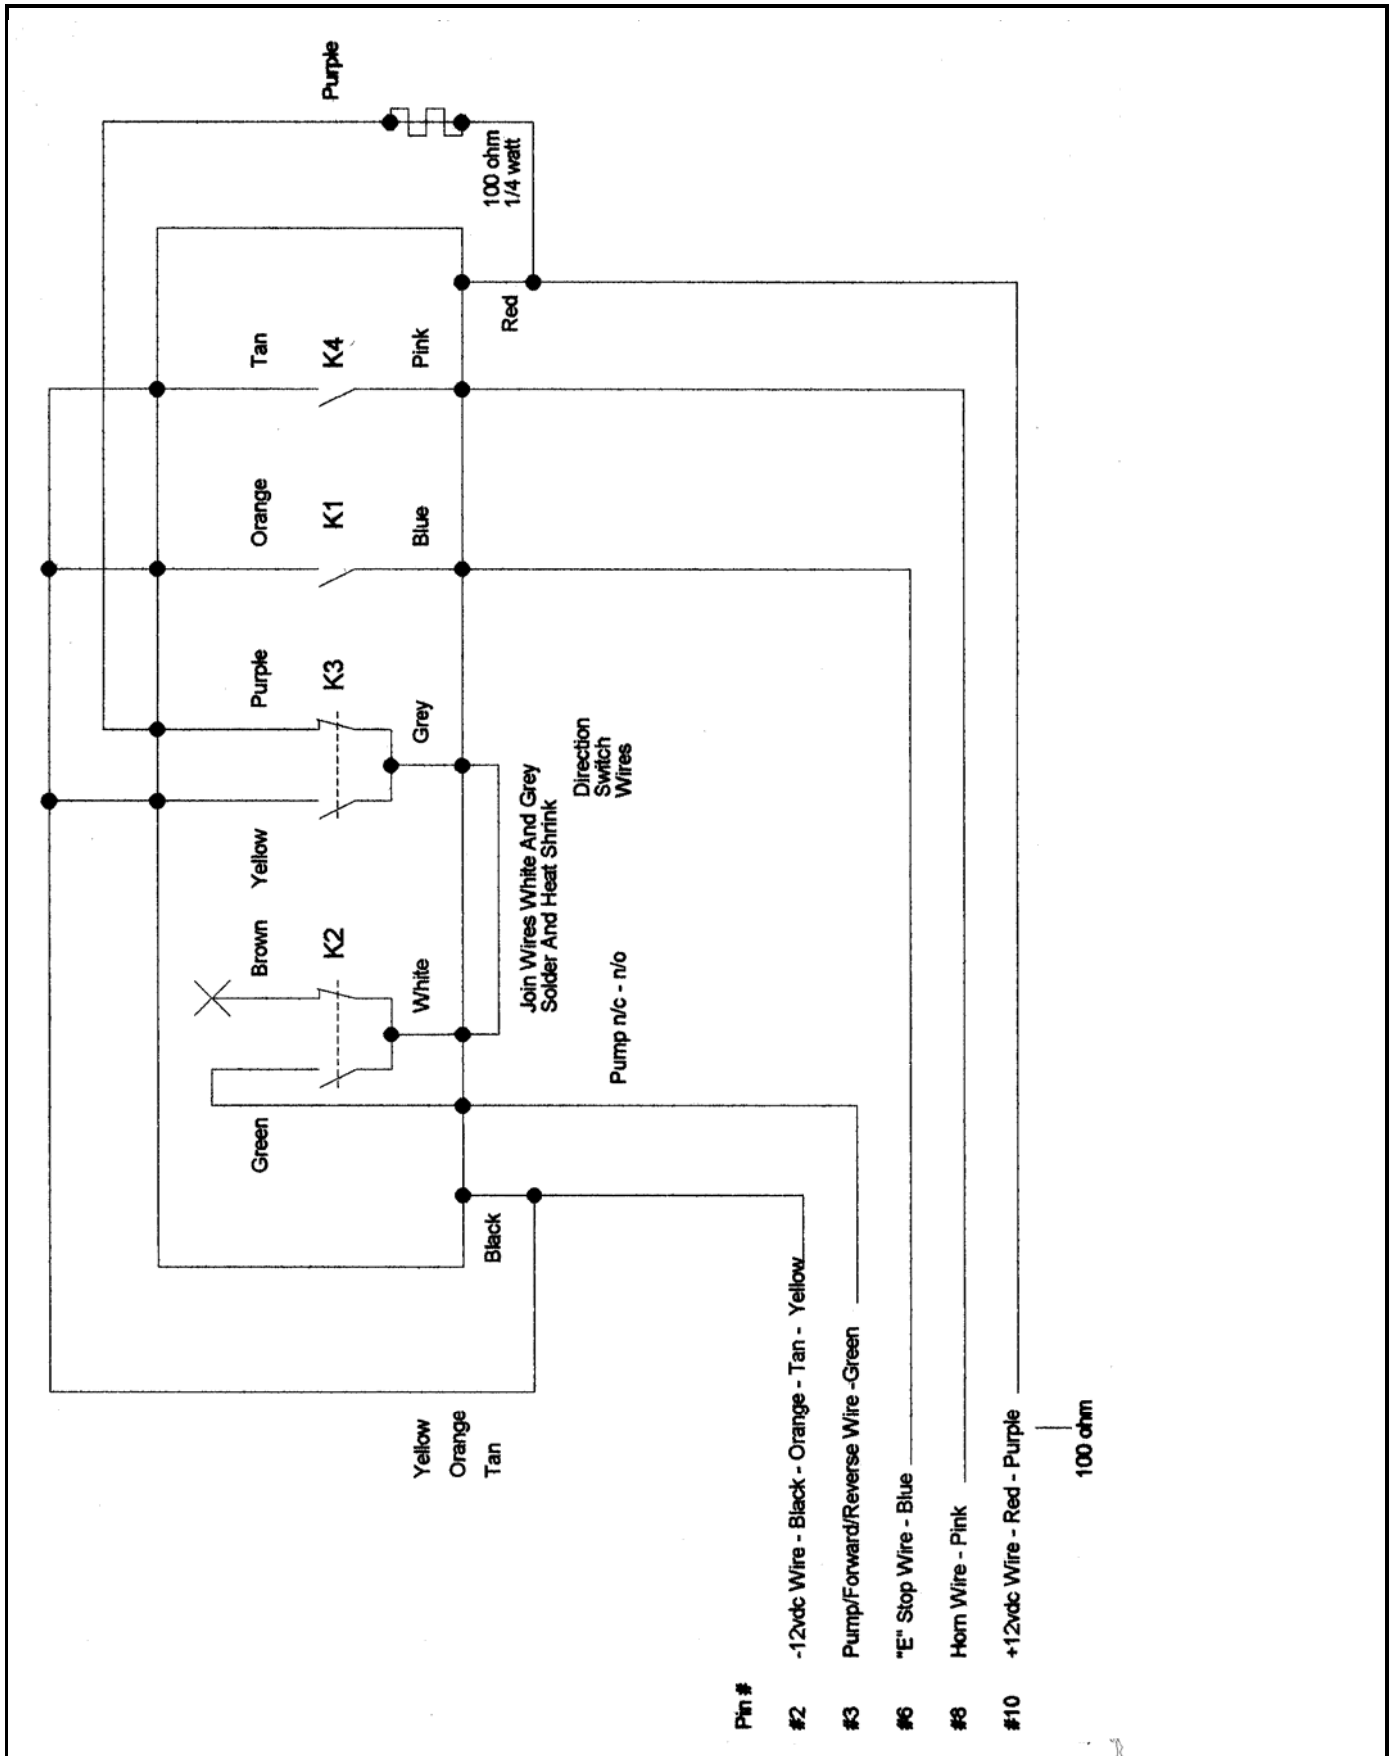 Yellow
Orange
Tan
Green
Brown
Yellow
Purple
Orange
Tan
Purple
K2
K3
K1
K4
White
Grey
Blue
Pink
Black
Red
100 ohm
1/4 watt
Join Wires White And Grey
Solder And Heat Shrink
Direction
Switch
Wires
Pump n/c - n/o
Pin #
#2 -12vdc Wire - Black - Orange - Tan - Yellow
#3 Pump/Forward/Reverse Wire -Green
#6 "E" Stop Wire - Blue
#8 Horn Wire - Pink
#10 +12vdc Wire - Red - Purple
100 ohm